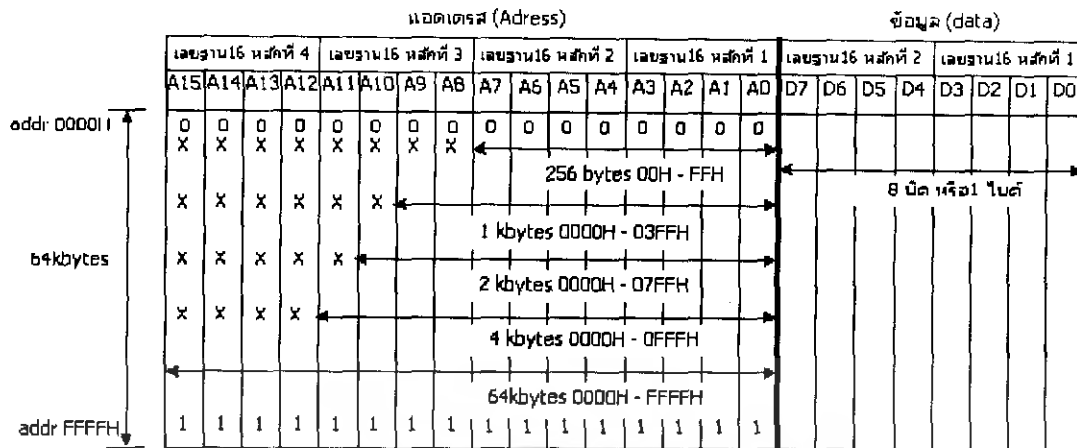 แอดเดรส (Adress) ข้อมูล (data)
เลขฐาน16 หลักที่ 4 เลขฐาน16 หลักที่ 3 เลขฐาน16 หลักที่ 2 เลขฐาน16 หลักที่ 1 เลขฐาน16 หลักที่ 2 เลขฐาน16 หลักที่ 1
A15 A14 A13 A12 A11 A10 A9 A8 A7 A6 A5 A4 A3 A2 A1 A0 D7 D6 D5 D4 D3 D2 D1 D0
addr 0000H 0 0 0 0 0 0 0 0 0 0 0 0 0 0 0 0
X X X X X X X X
256 bytes 00H - FFH
8 บิต หรือ1 ไบต์
X X X X X X
1 kbytes 0000H - 03FFH
64kbytes X X X X X
2 kbytes 0000H - 07FFH
X X X X
4 kbytes 0000H - 0FFFH
64kbytes 0000H - FFFFH
addr FFFFH 1 1 1 1 1 1 1 1 1 1 1 1 1 1 1 1